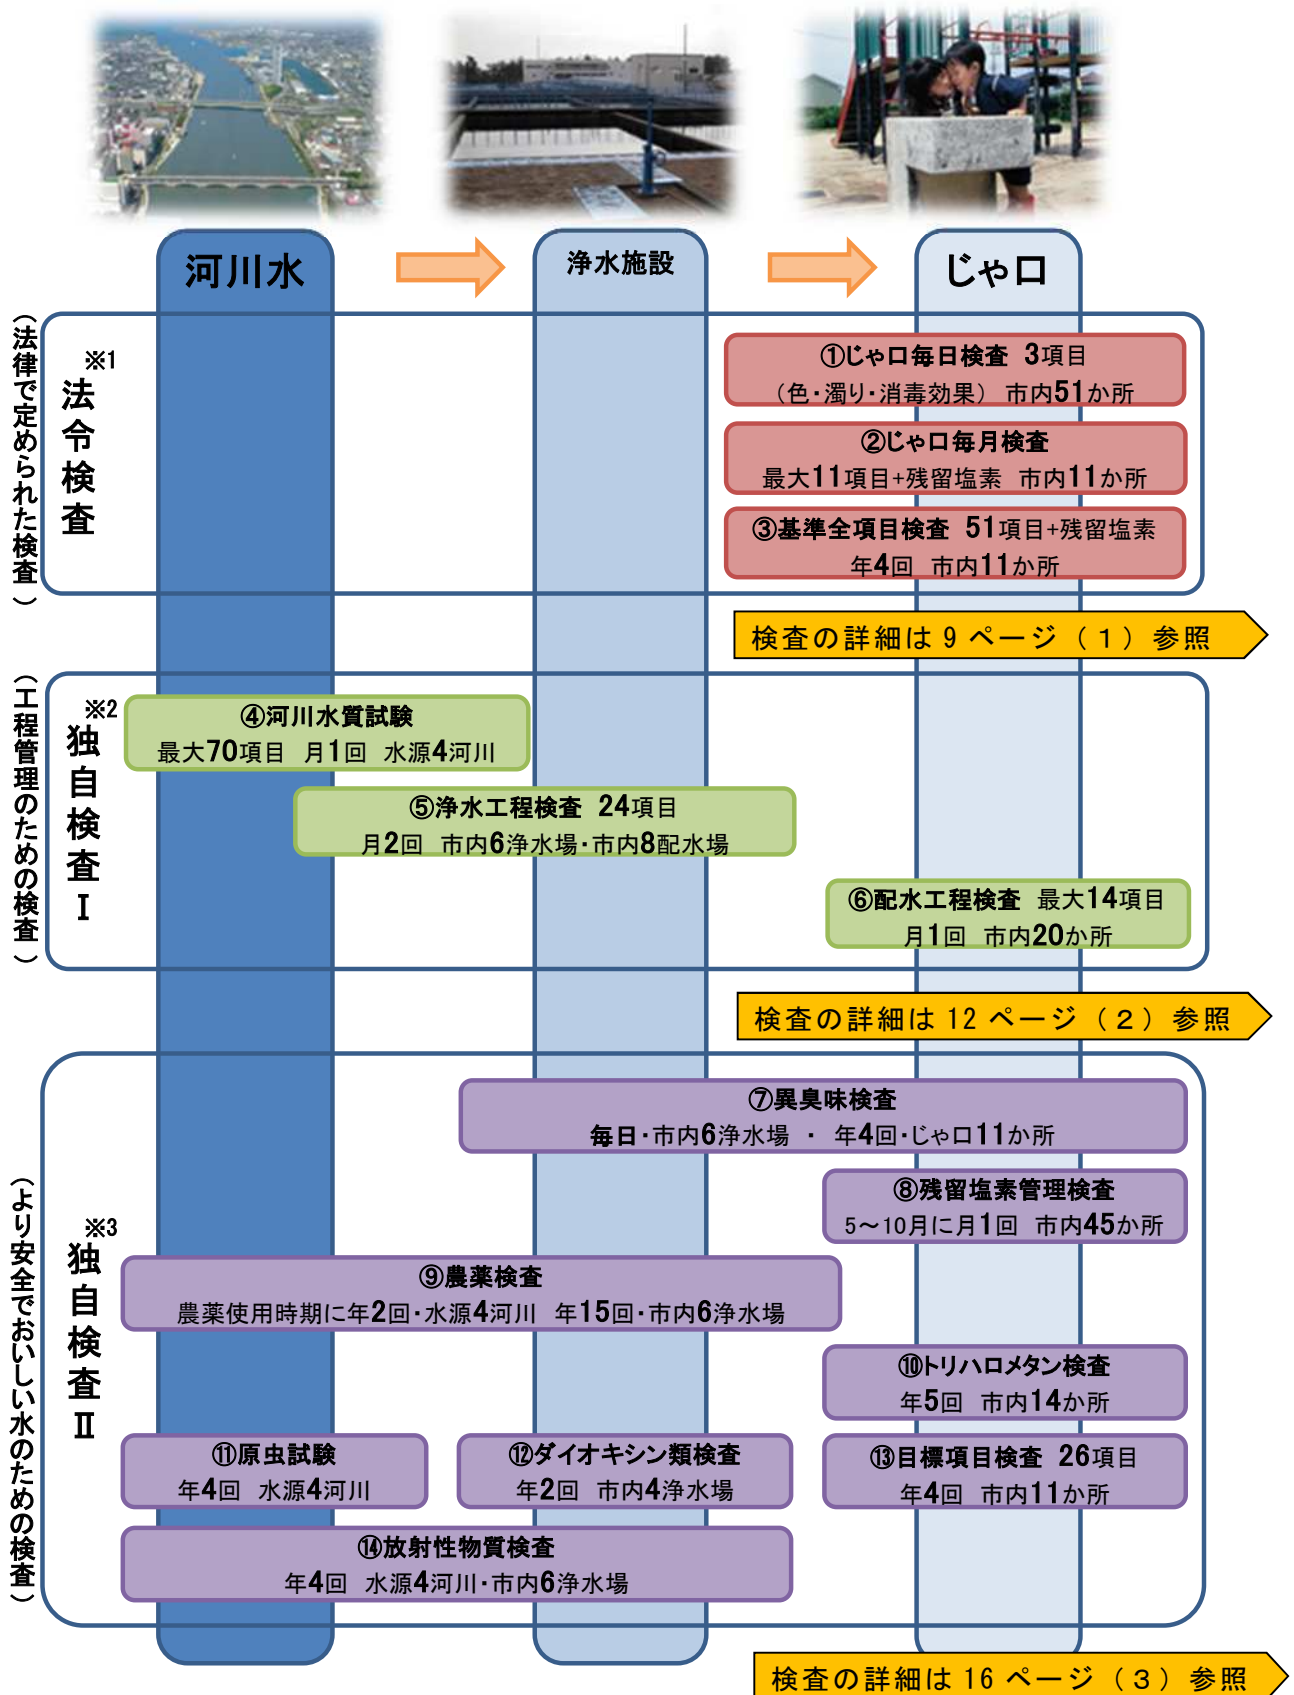 河川水
浄水施設
じゃ口
（法律で定められた検査）
※1
法令検査
①じゃ口毎日検査 3項目
（色・濁り・消毒効果） 市内51か所
②じゃ口毎月検査
最大11項目+残留塩素 市内11か所
③基準全項目検査 51項目+残留塩素
年4回 市内11か所
検査の詳細は 9 ページ（１）参照
（工程管理のための検査）
※2
独自検査Ⅰ
④河川水質試験
最大70項目 月1回 水源4河川
⑤浄水工程検査 24項目
月2回 市内6浄水場・市内8配水場
⑥配水工程検査 最大14項目
月1回 市内20か所
検査の詳細は 12 ページ（２）参照
（より安全でおいしい水のための検査）
※3
独自検査Ⅱ
⑦異臭味検査
毎日・市内6浄水場 ・ 年4回・じゃ口11か所
⑧残留塩素管理検査
5～10月に月1回 市内45か所
⑨農薬検査
農薬使用時期に年2回・水源4河川 年15回・市内6浄水場
⑩トリハロメタン検査
年5回 市内14か所
⑪原虫試験
年4回 水源4河川
⑫ダイオキシン類検査
年2回 市内4浄水場
⑬目標項目検査 26項目
年4回 市内11か所
⑭放射性物質検査
年4回 水源4河川・市内6浄水場
検査の詳細は 16 ページ（３）参照